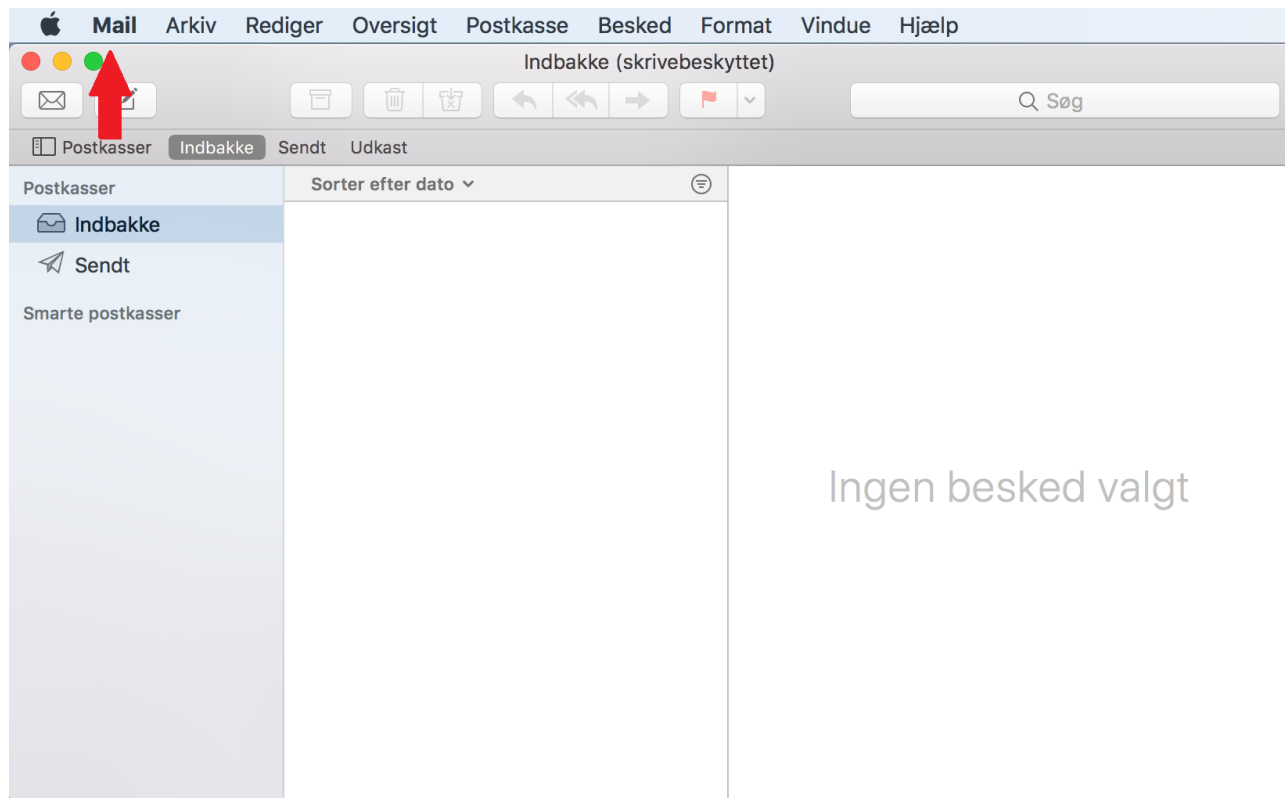 Mail Arkiv Rediger Oversigt Postkasse Besked Format Vindue Hjælp
Indbakke (skrivebeskyttet)
Søg
Postkasser Indbakke Sendt Udkast
Postkasser
Sorter efter dato
Indbakke
Sendt
Smarte postkasser
Ingen besked valgt